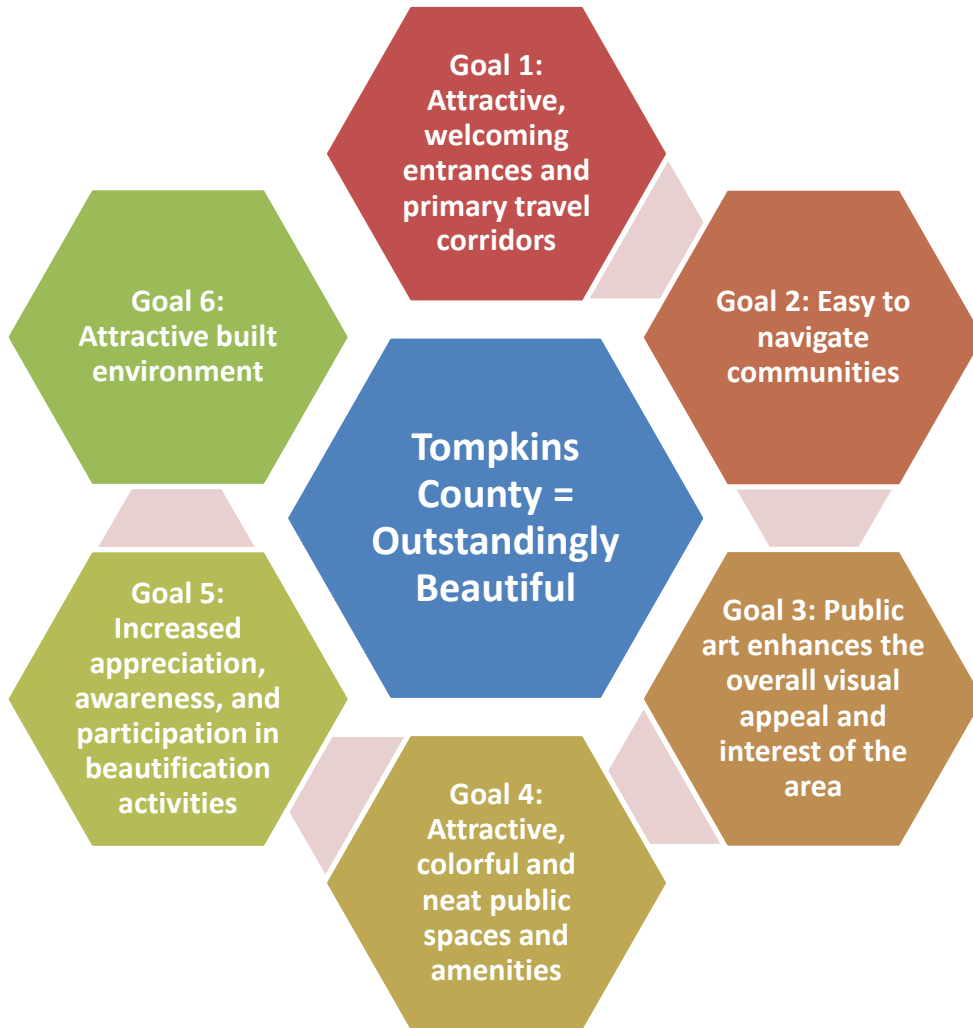 Goal 1:
Attractive,
welcoming
entrances and
primary travel
corridors
Goal 2: Easy to
navigate
communities
Goal 3: Public
art enhances the
overall visual
appeal and
interest of the
area
Goal 4:
Attractive,
colorful and
neat public
spaces and
amenities
Goal 5:
Increased
appreciation,
awareness, and
participation in
beautification
activities
Goal 6:
Attractive built
environment
Tompkins
County =
Outstandingly
Beautiful